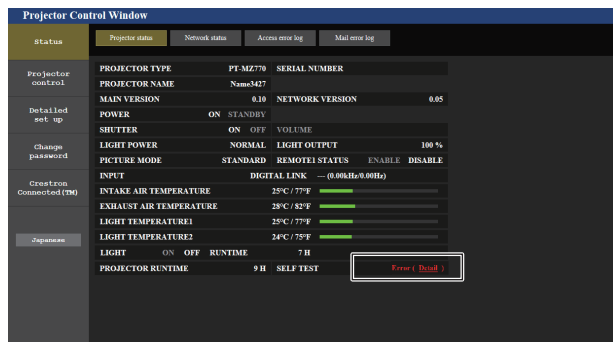 Projector Control Window
Status
Projector status Network status Access error log Mail error log
Projector control
Detailed set up
Change password
Crestron Connected(TM)
Japanese
PROJECTOR TYPE PT-MZ770 SERIAL NUMBER
PROJECTOR NAME Name3427
MAIN VERSION 0.10 NETWORK VERSION 0.05
POWER ON STANDBY
SHUTTER ON OFF VOLUME
LIGHT POWER NORMAL LIGHT OUTPUT 100 %
PICTURE MODE STANDARD REMOTE1 STATUS ENABLE DISABLE
INPUT DIGITAL LINK --- (0.00kHz/0.00Hz)
INTAKE AIR TEMPERATURE 25°C / 77°F
EXHAUST AIR TEMPERATURE 28°C / 82°F
LIGHT TEMPERATURE1 25°C / 77°F
LIGHT TEMPERATURE2 24°C / 75°F
LIGHT ON OFF RUNTIME 7 H
PROJECTOR RUNTIME 9 H SELF TEST Error ( Detail )